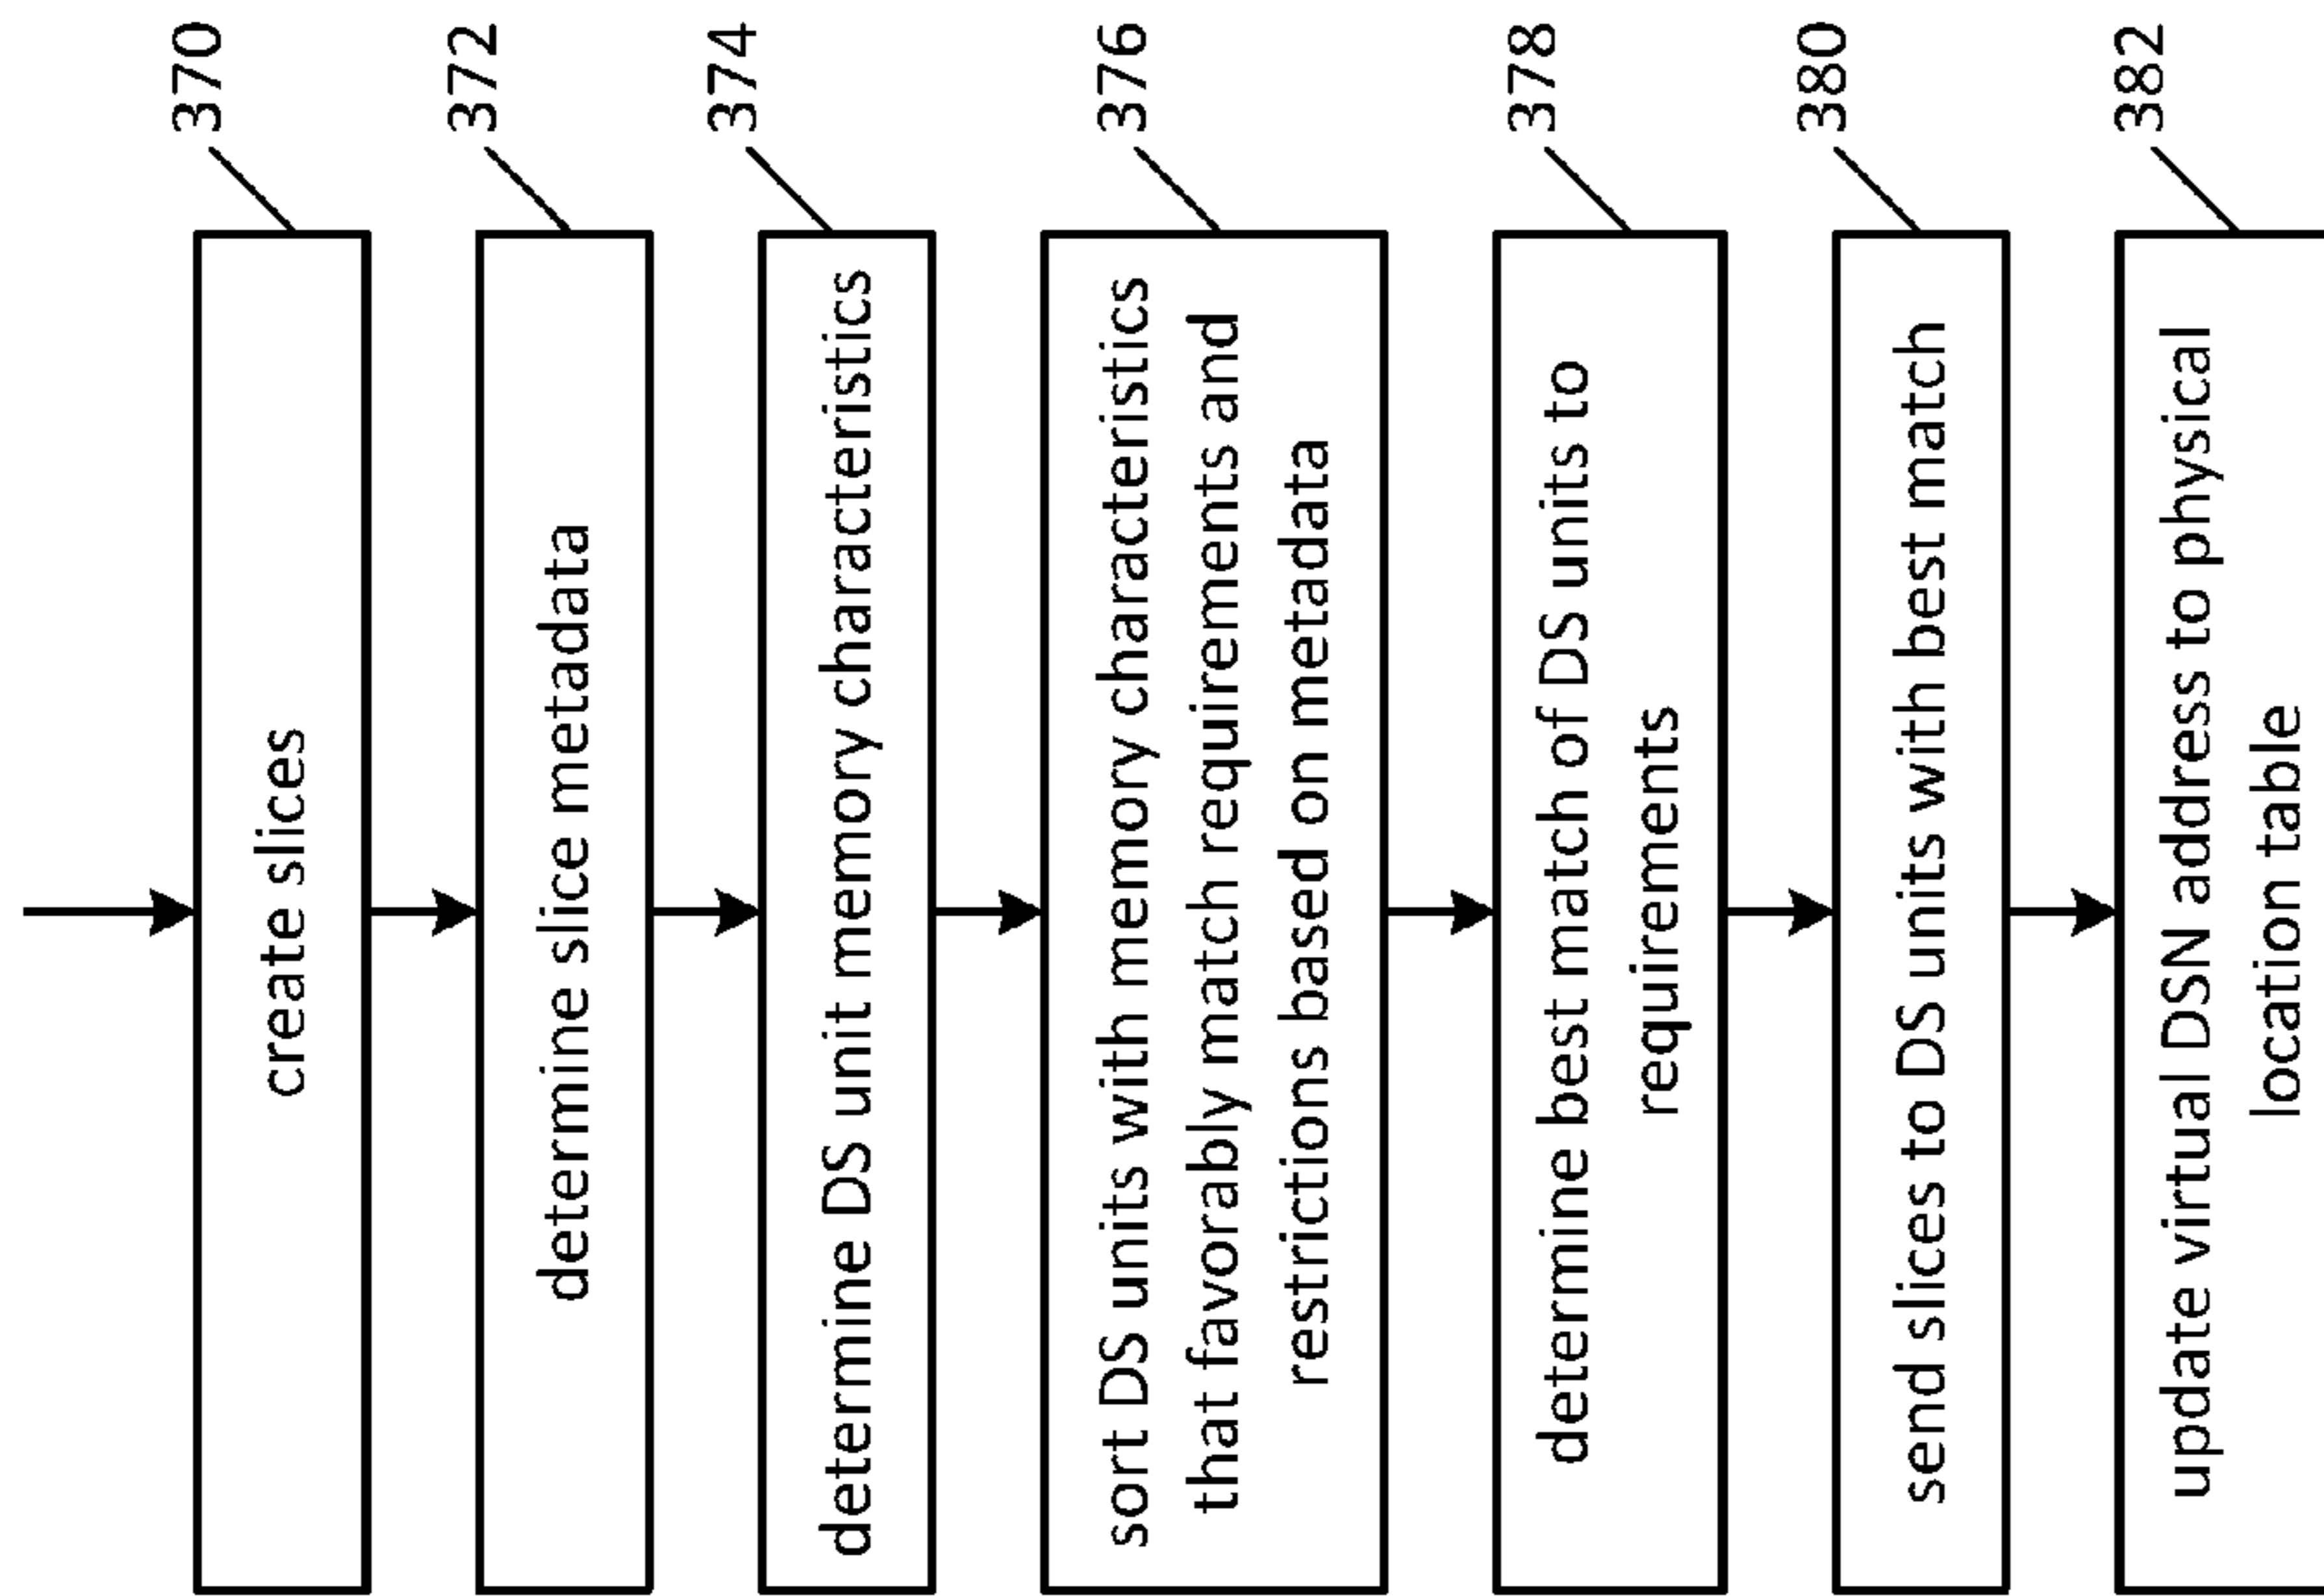 370
create slices
372
determine slice metadata
374
determine DS unit memory characteristics
376
sort DS units with memory characteristics
that favorably match requirements and
restrictions based on metadata
378
determine best match of DS units to
requirements
380
send slices to DS units with best match
382
update virtual DSN address to physical
location table